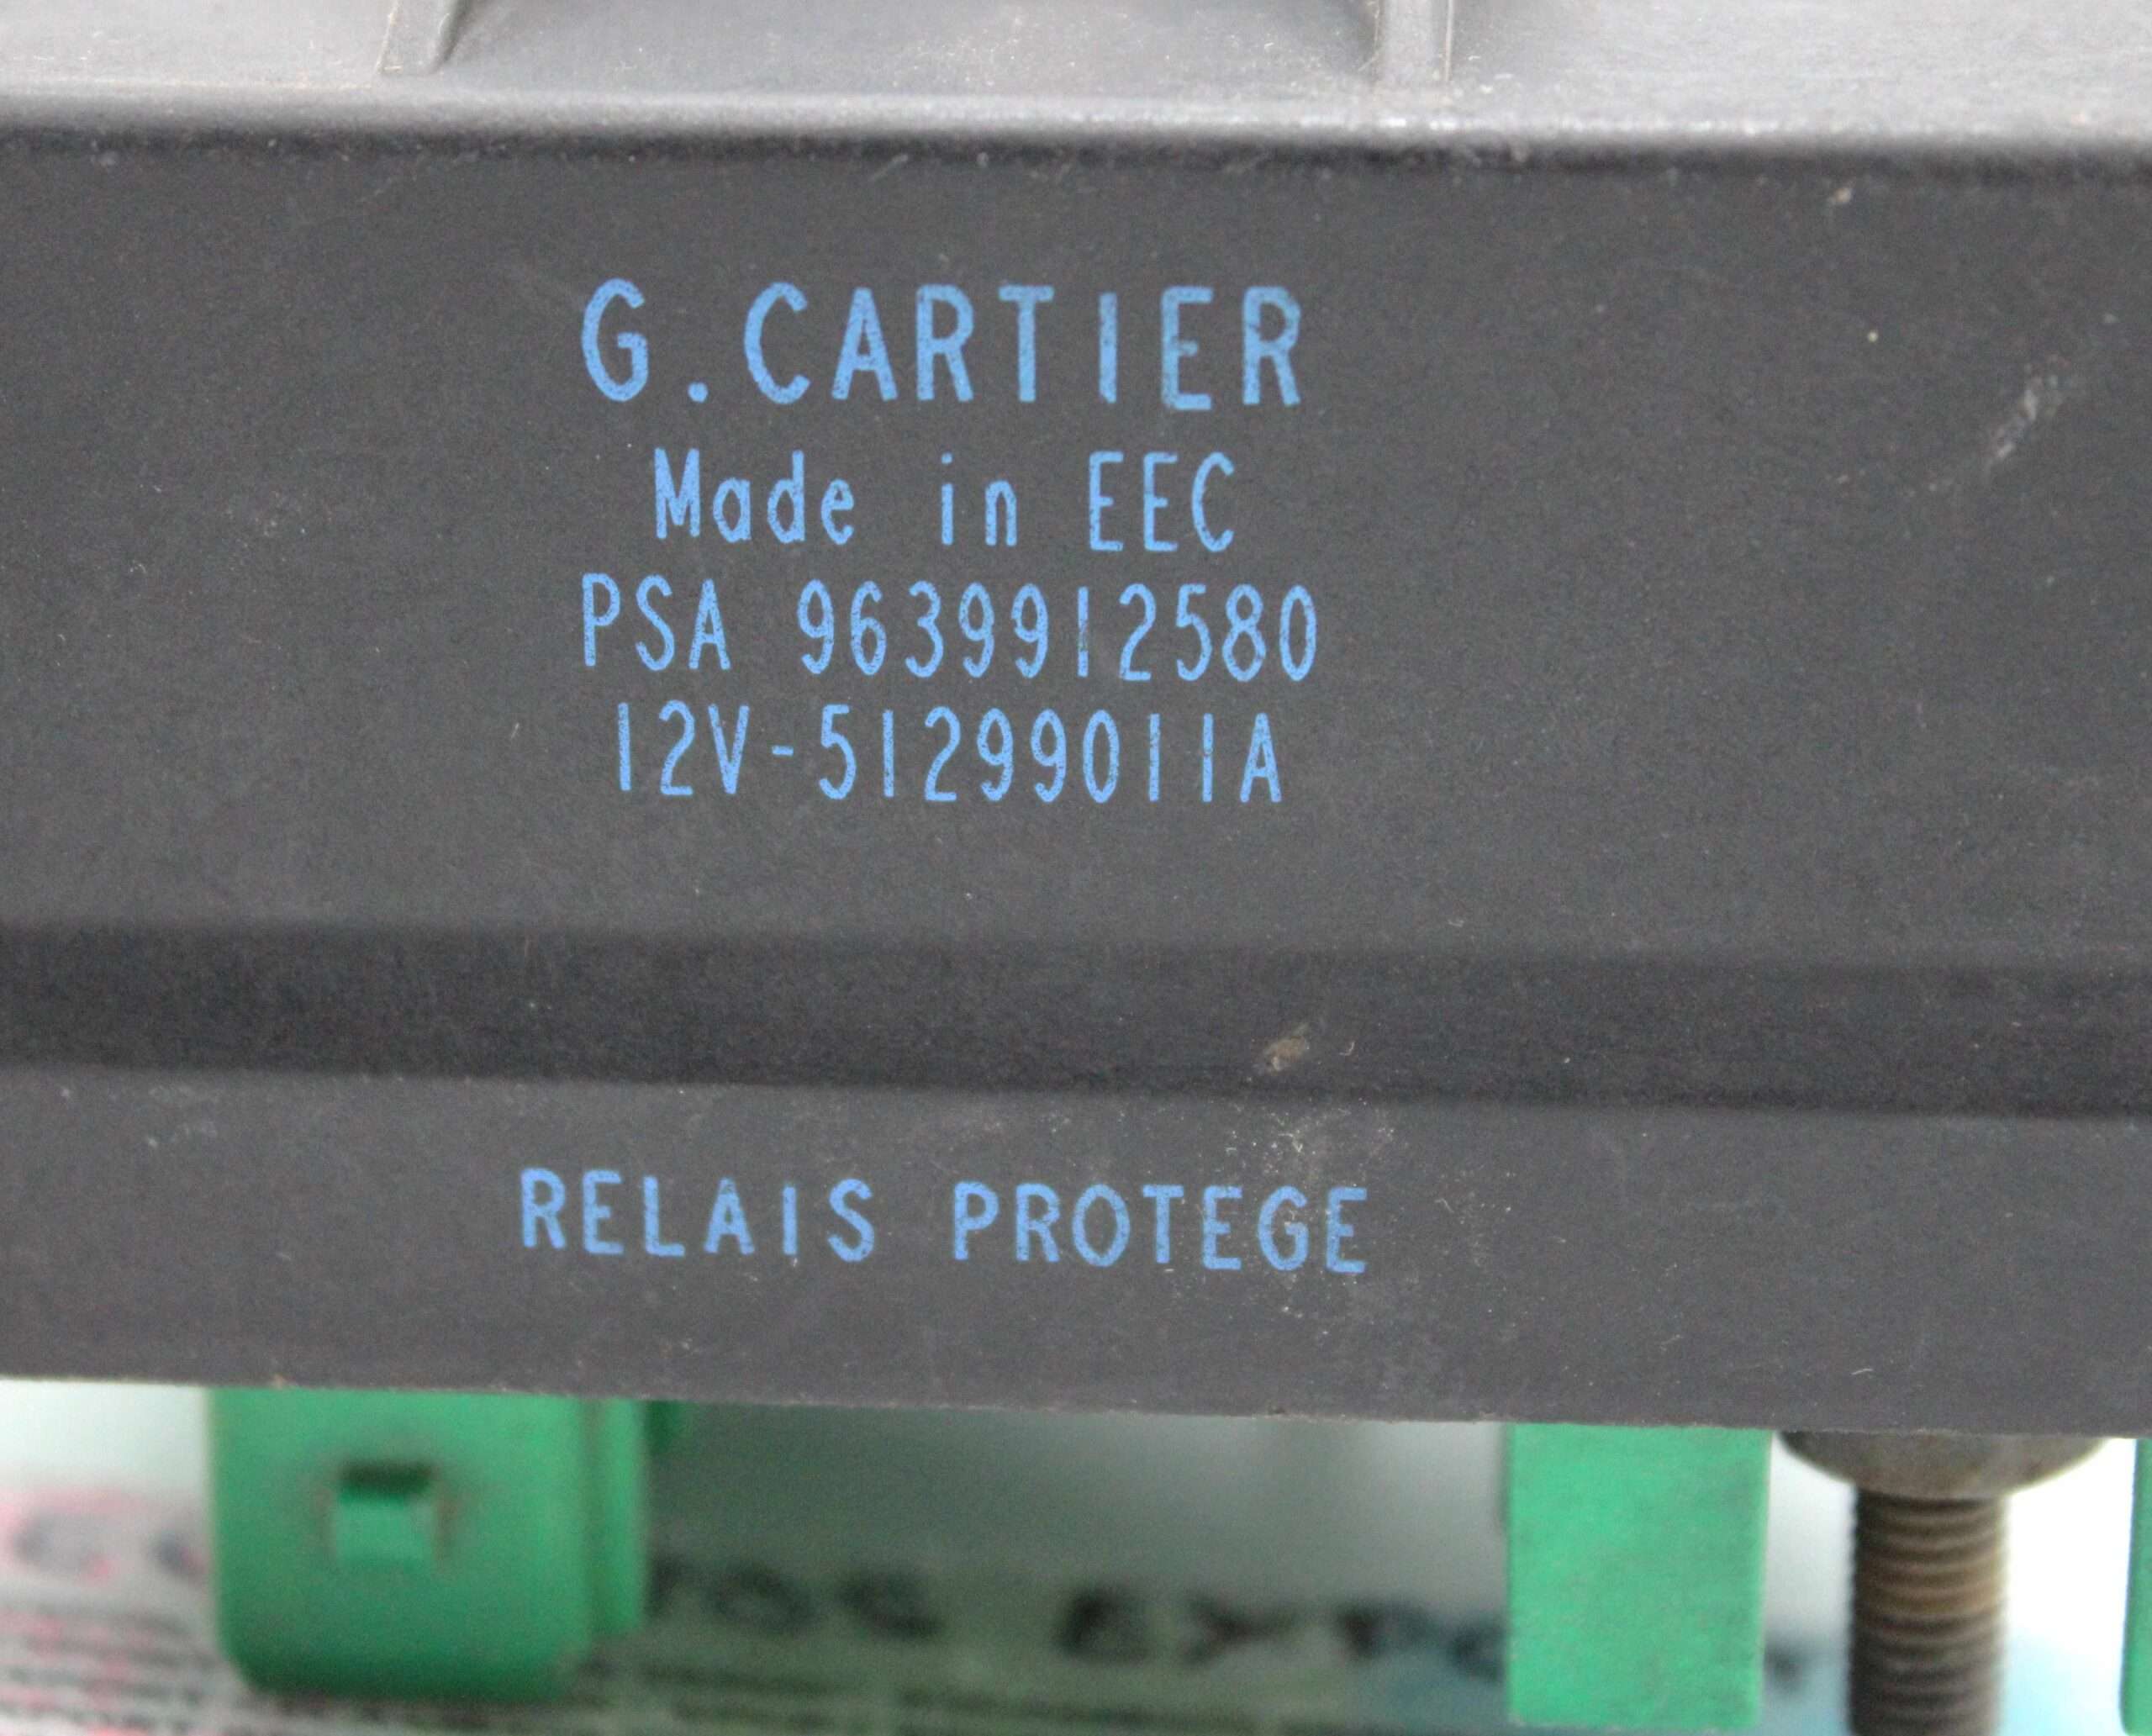 G.CARTIER
Made in EEC
PSA 9639912580
12V-51299011A
RELAIS PROTEGE